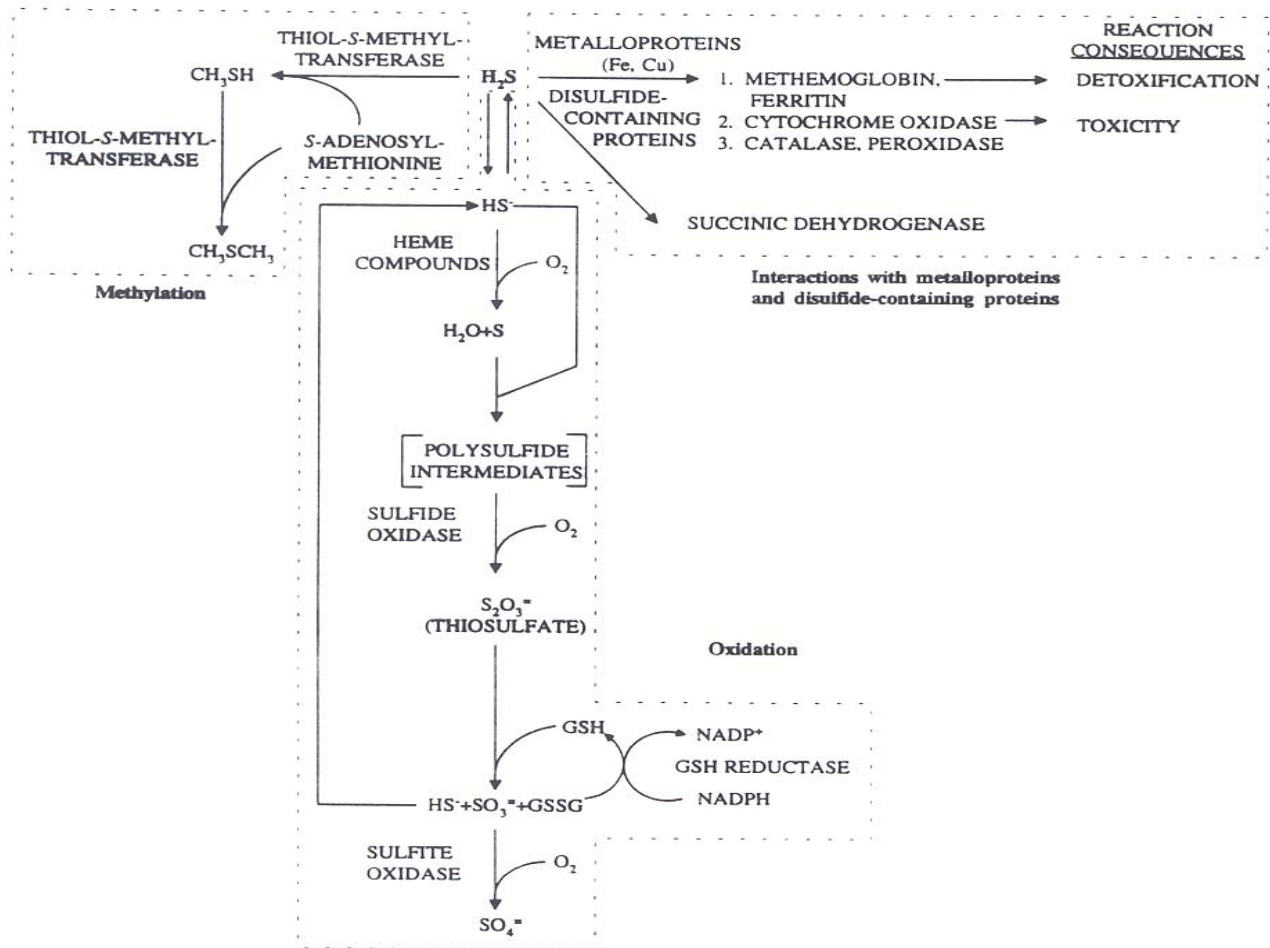 THIOL-S-METHYL-
TRANSFERASE
CH₃SH
H₂S
THIOL-S-METHYL-
TRANSFERASE
S-ADENOSYL-
METHIONINE
CH₃SCH₃
Methylation
METALLOPROTEINS
(Fe, Cu)
DISULFIDE-
CONTAINING
PROTEINS
1. METHEMOGLOBIN,
FERRITIN
2. CYTOCHROME OXIDASE
3. CATALASE, PEROXIDASE
REACTION
CONSEQUENCES
DETOXIFICATION
TOXICITY
SUCCINIC DEHYDROGENASE
Interactions with metalloproteins
and disulfide-containing proteins
HS⁻
HEME
COMPOUNDS
O₂
H₂O+S
POLYSULFIDE
INTERMEDIATES
SULFIDE
OXIDASE
O₂
S₂O₃⁼
(THIOSULFATE)
Oxidation
GSH
NADP⁺
GSH REDUCTASE
NADPH
HS⁻+SO₃⁼+GSSG
SULFITE
OXIDASE
O₂
SO₄⁼